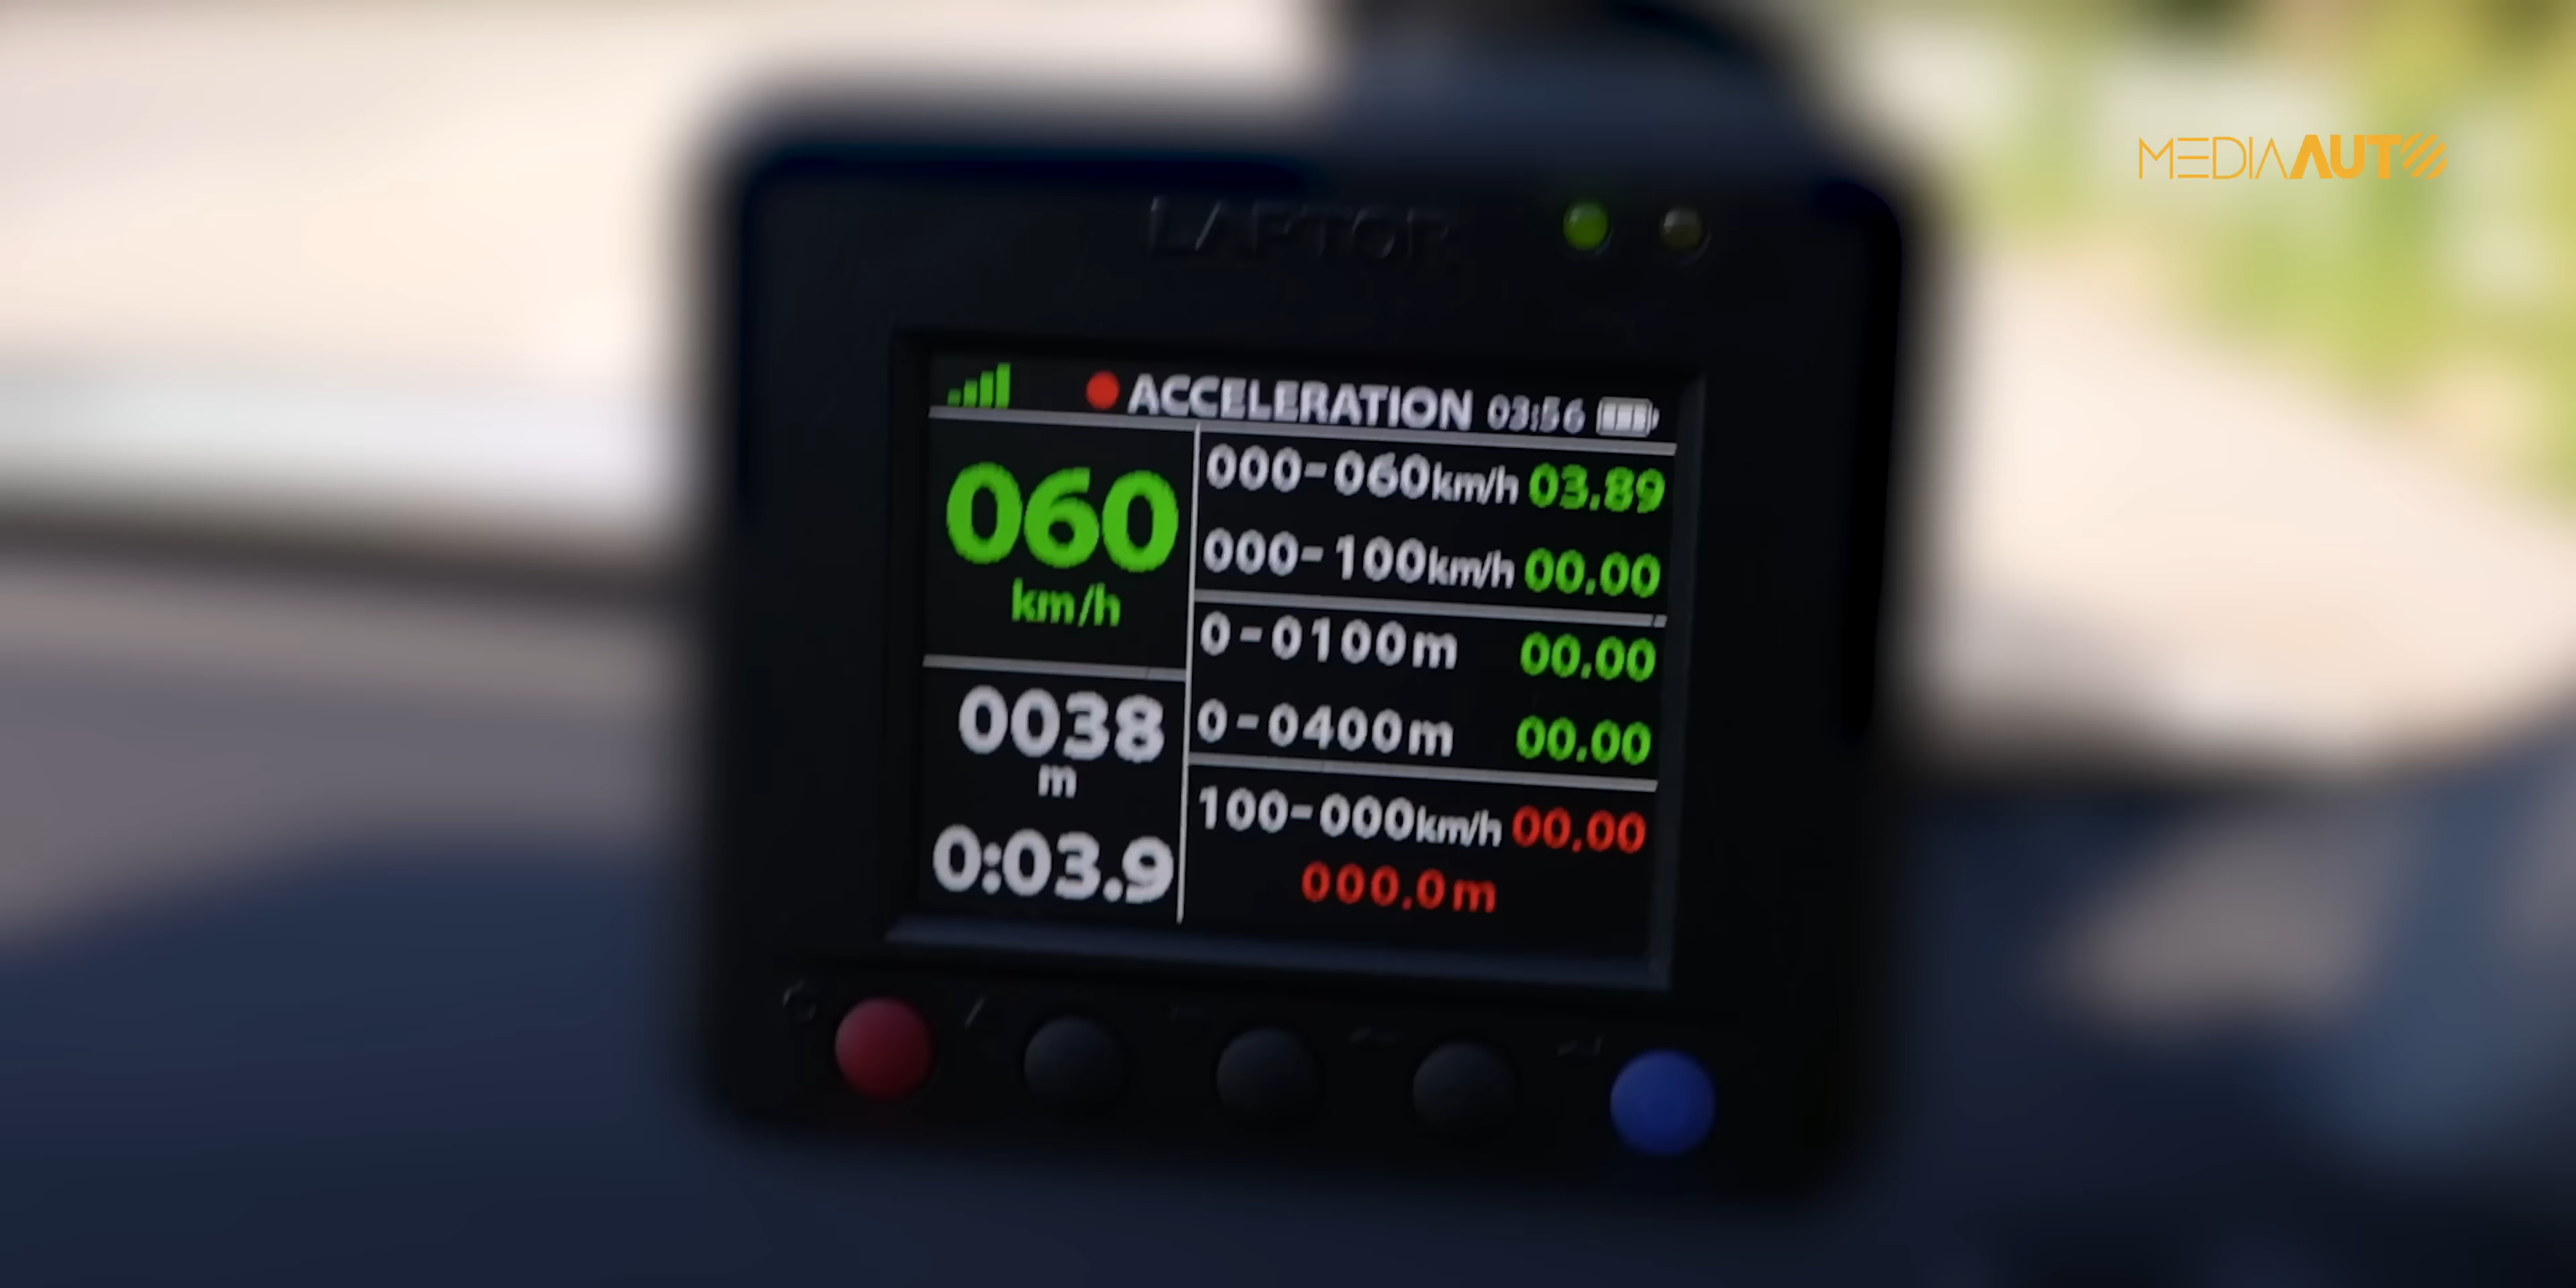 MEDIAAUTO
LAPTOP
ACCELERATION 03:56
060
km/h
0038
m
0:03.9
000-060km/h 03.89
000-100km/h 00.00
0-0100m 00.00
0-0400m 00.00
100-000km/h 00.00
000.0m